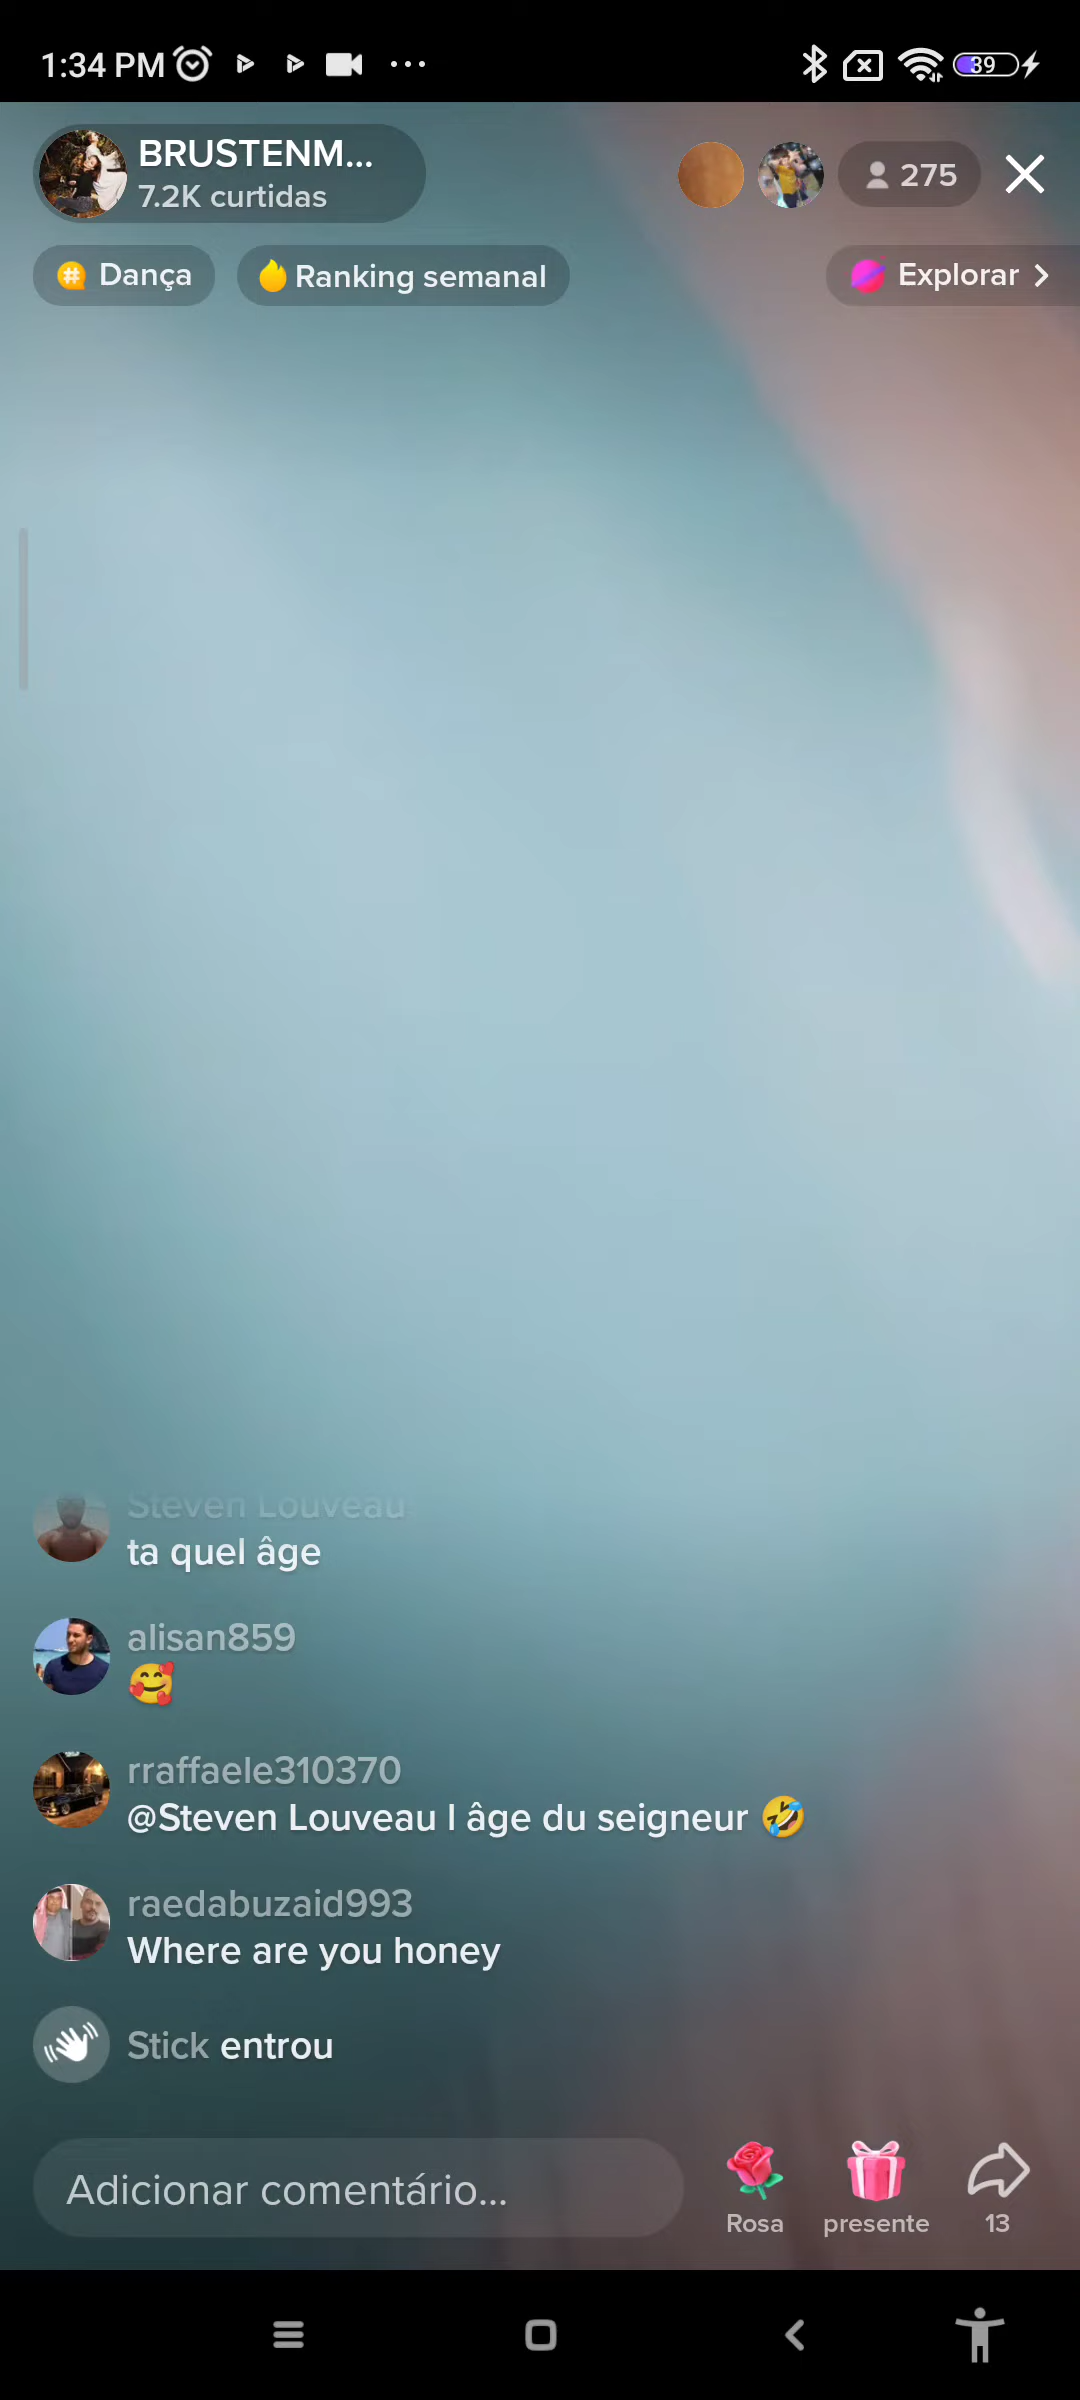 1:34 PM
39
BRUSTENM...
7.2K curtidas
275
Dança
Ranking semanal
Explorar
Steven Louveau
ta quel âge
alisan859
🥰
rraffaele310370
@Steven Louveau l âge du seigneur 🤣
raedabuzaid993
Where are you honey
Stick entrou
Adicionar comentário...
Rosa
presente
13